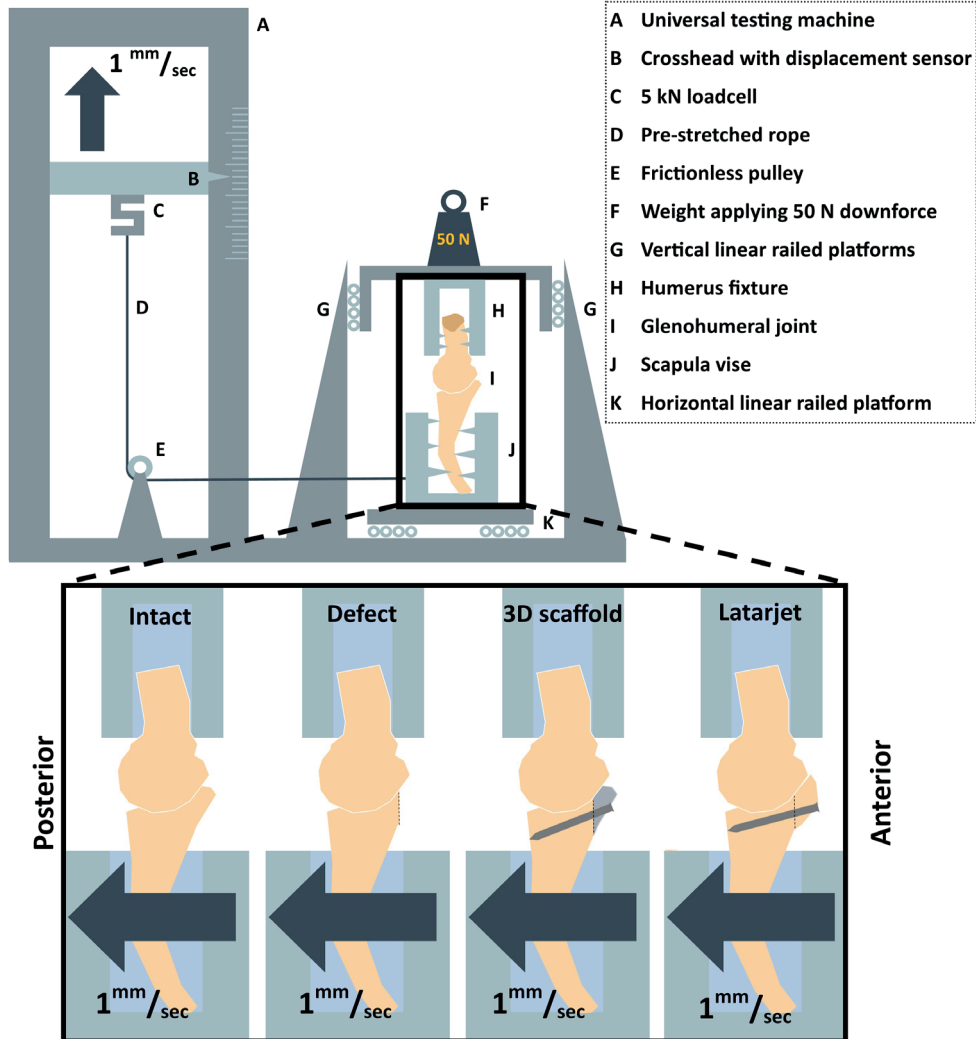 A Universal testing machine
B Crosshead with displacement sensor
C 5 kN loadcell
D Pre-stretched rope
E Frictionless pulley
F Weight applying 50 N downforce
G Vertical linear railed platforms
H Humerus fixture
I Glenohumeral joint
J Scapula vise
K Horizontal linear railed platform
A
1 mm/sec
B
C
D
E
F
50 N
G
G
H
I
J
K
Intact
Defect
3D scaffold
Latarjet
Posterior
Anterior
1 mm/sec
1 mm/sec
1 mm/sec
1 mm/sec